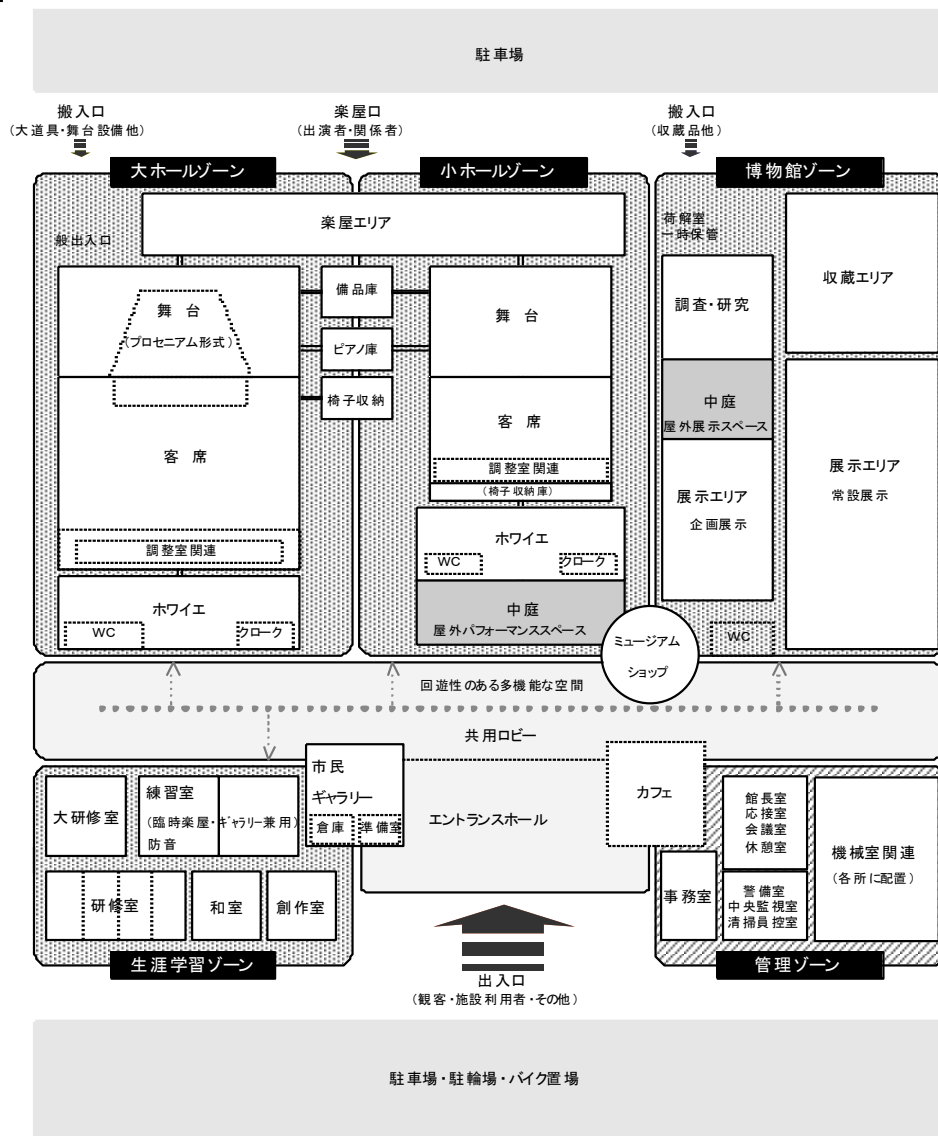 駐車場
搬入口
(大道具・舞台設備他)
楽屋口
(出演者・関係者)
搬入口
(収蔵品他)
大ホールゾーン
小ホールゾーン
博物館ゾーン
楽屋エリア
般出入口
荷解室
一時保管
収蔵エリア
備品庫
舞台
(プロセニアム形式)
舞台
調査・研究
ピアノ庫
椅子収納
中庭
屋外展示スペース
客席
客席
調整室関連
(椅子収納庫)
展示エリア
企画展示
展示エリア
常設展示
調整室関連
ホワイエ
WC
クローク
ホワイエ
WC
クローク
中庭
屋外パフォーマンススペース
ミュージアム
ショップ
WC
回遊性のある多機能な空間
共用ロビー
大研修室
練習室
(臨時楽屋・ギャラリー兼用)
防音
市民
ギャラリー
倉庫
準備室
エントランスホール
カフェ
館長室
応接室
会議室
休憩室
機械室関連
(各所に配置)
研修室
和室
創作室
事務室
警備室
中央監視室
清掃員控室
生涯学習ゾーン
管理ゾーン
出入口
(観客・施設利用者・その他)
駐車場・駐輪場・バイク置場